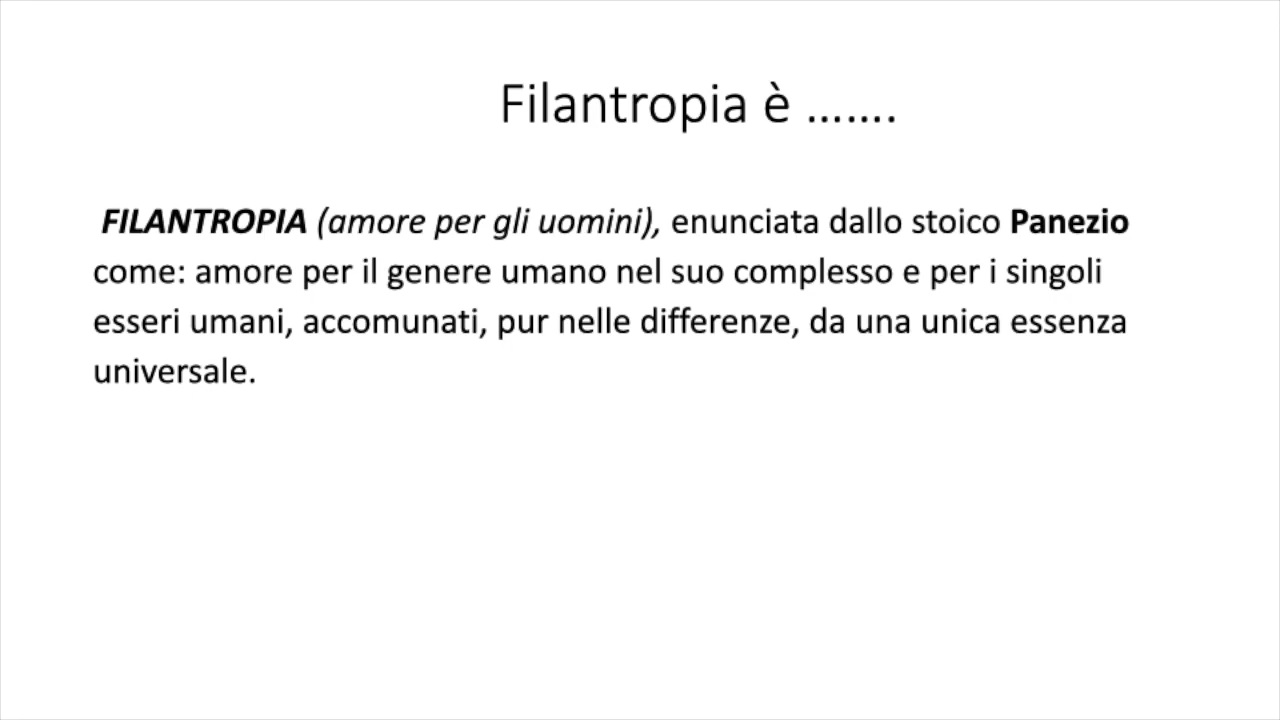 Filantropia è .......
FILANTROPIA (amore per gli uomini), enunciata dallo stoico Panezio
come: amore per il genere umano nel suo complesso e per i singoli
esseri umani, accomunati, pur nelle differenze, da una unica essenza
universale.